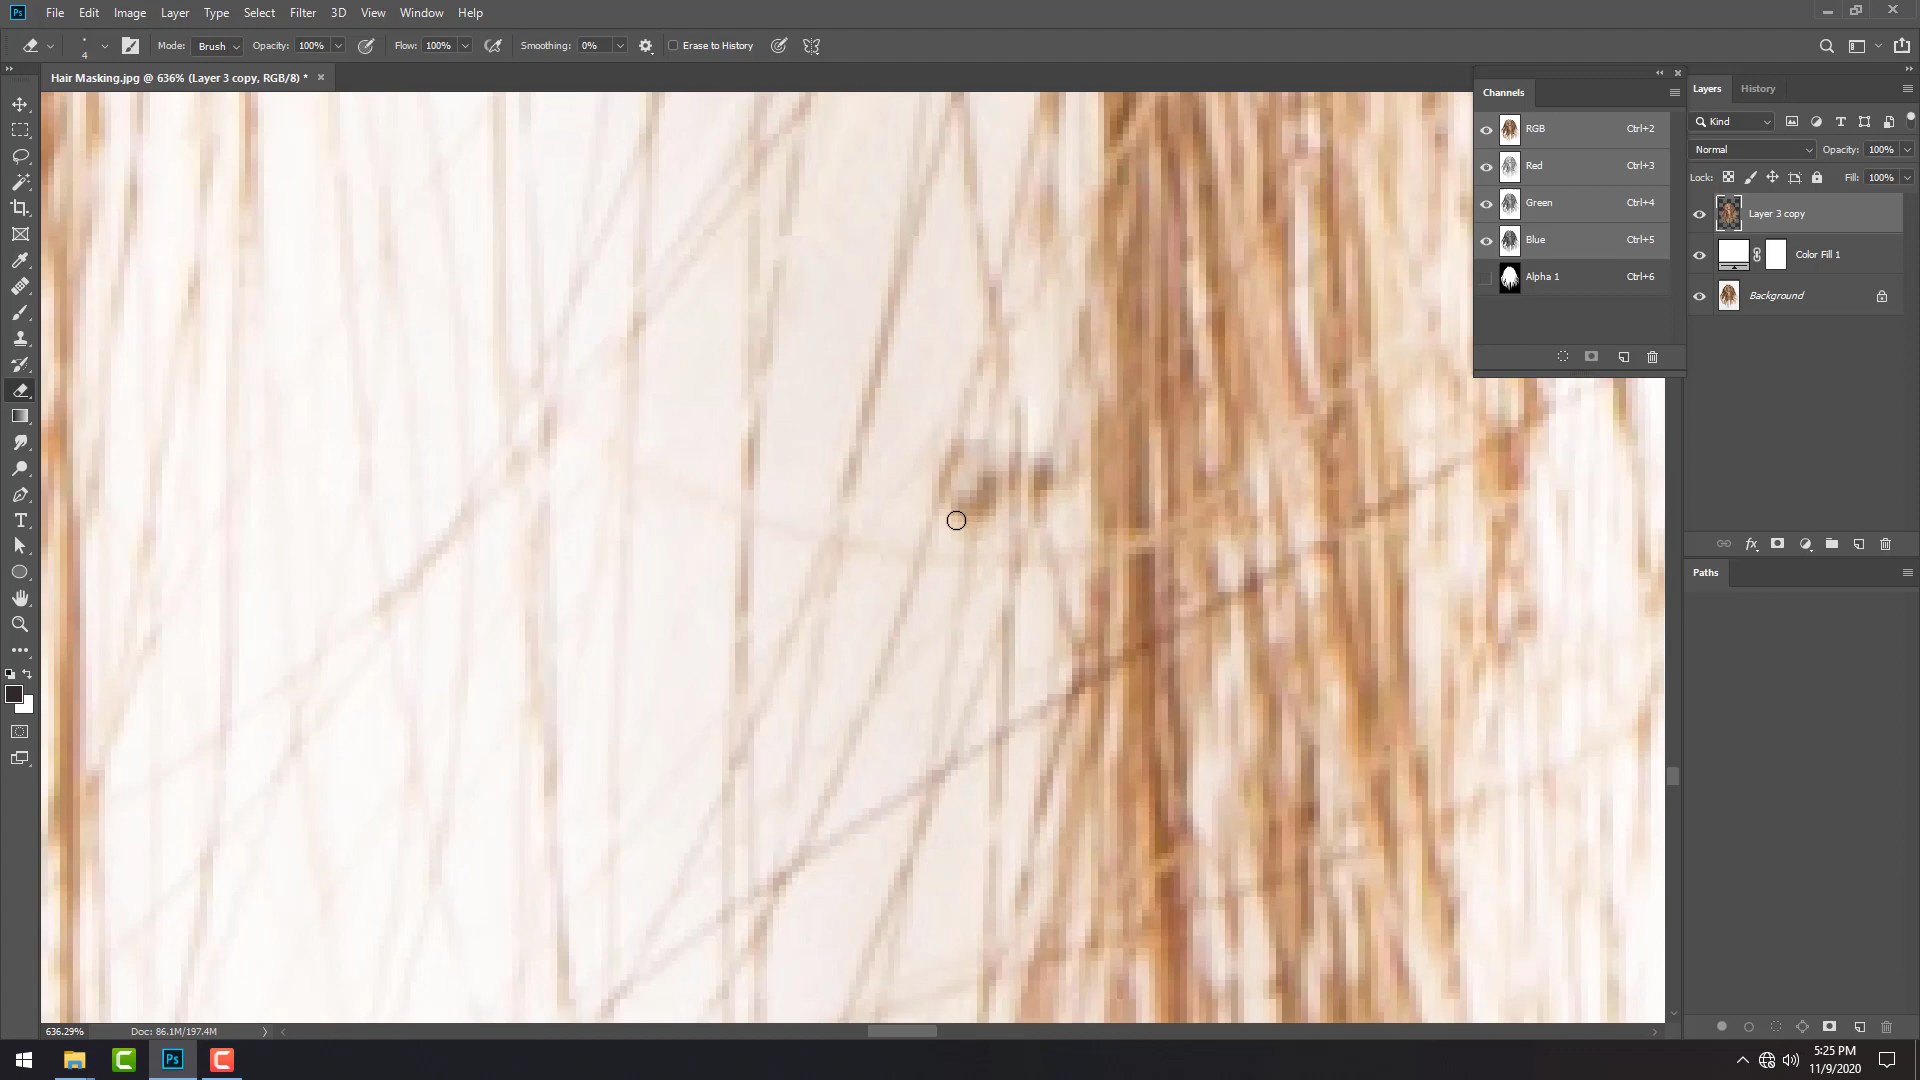 Ps File Edit Image Layer Type Select Filter 3D View Window Help
4 Mode: Brush Opacity: 100% Flow: 100% Smoothing: 0% Erase to History
Hair Masking.jpg @ 636% (Layer 3 copy, RGB/8) * ×
Channels
RGB Ctrl+2
Red Ctrl+3
Green Ctrl+4
Blue Ctrl+5
Alpha 1 Ctrl+6
Layers History
Kind
Normal Opacity: 100%
Lock: Fill: 100%
Layer 3 copy
Color Fill 1
Background
fx
Paths
636.29% Doc: 86.1M/197.4M
Ps
5:25 PM
11/9/2020